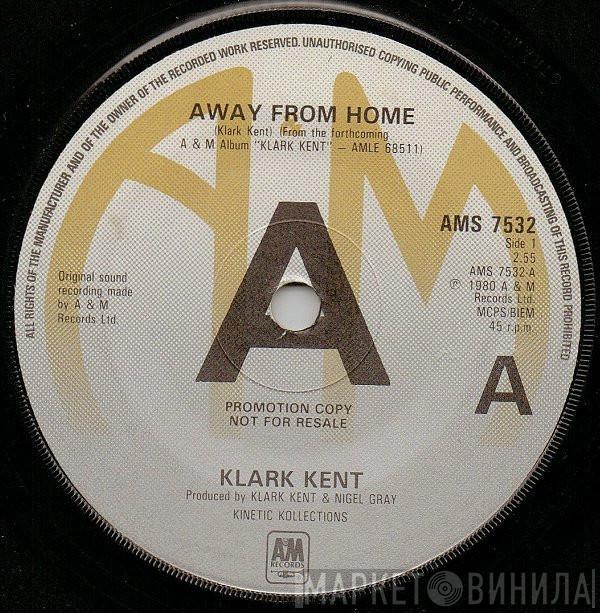 ALL RIGHTS OF THE MANUFACTURER AND OF THE OWNER OF THE RECORDED WORK RESERVED. UNAUTHORISED COPYING PUBLIC PERFORMANCE AND BROADCASTING OF THIS RECORD PROHIBITED
A&M
AWAY FROM HOME
(Klark Kent) (From the forthcoming
A & M Album "KLARK KENT" – AMLE 68511)
AMS 7532
Side 1
2.55
AMS 7532-A
℗ 1980 A & M
Records Ltd.
MCPS/BIEM
45 r.p.m.
Original sound
recording made
by A & M
Records Ltd.
A
A
PROMOTION COPY
NOT FOR RESALE
KLARK KENT
Produced by KLARK KENT & NIGEL GRAY
KINETIC KOLLECTIONS
A&M
RECORDS
МАРКЕТ ВИНИЛА